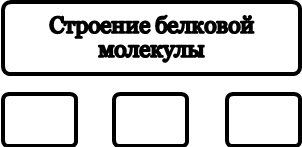 Строение белковой
молекулы